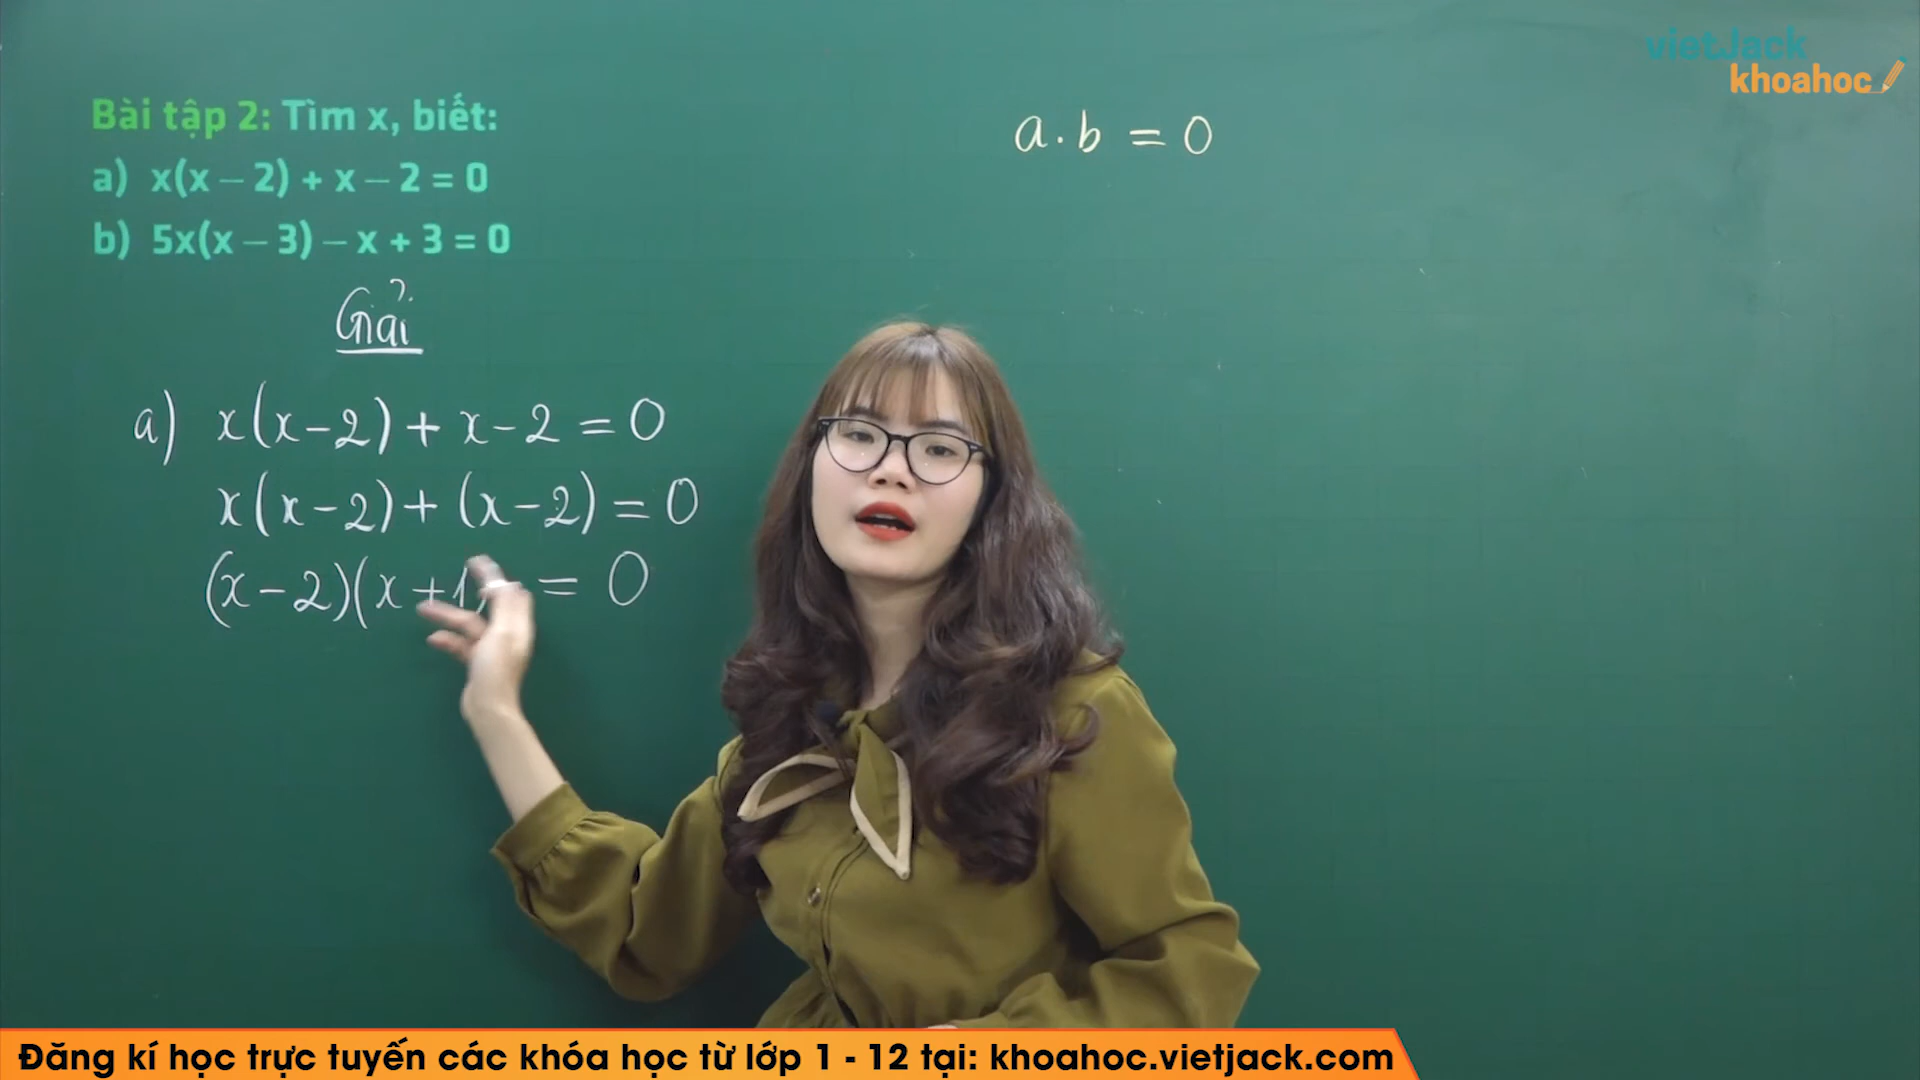 vietJack
khoahoc
Bài tập 2: Tìm x, biết:
a) x(x – 2) + x – 2 = 0
b) 5x(x – 3) – x + 3 = 0
a.b = 0
Giải
a) x(x-2)+ x-2 = 0
x(x-2)+ (x-2) = 0
(x-2)(x+1) = 0
Đăng kí học trực tuyến các khóa học từ lớp 1 - 12 tại: khoahoc.vietjack.com